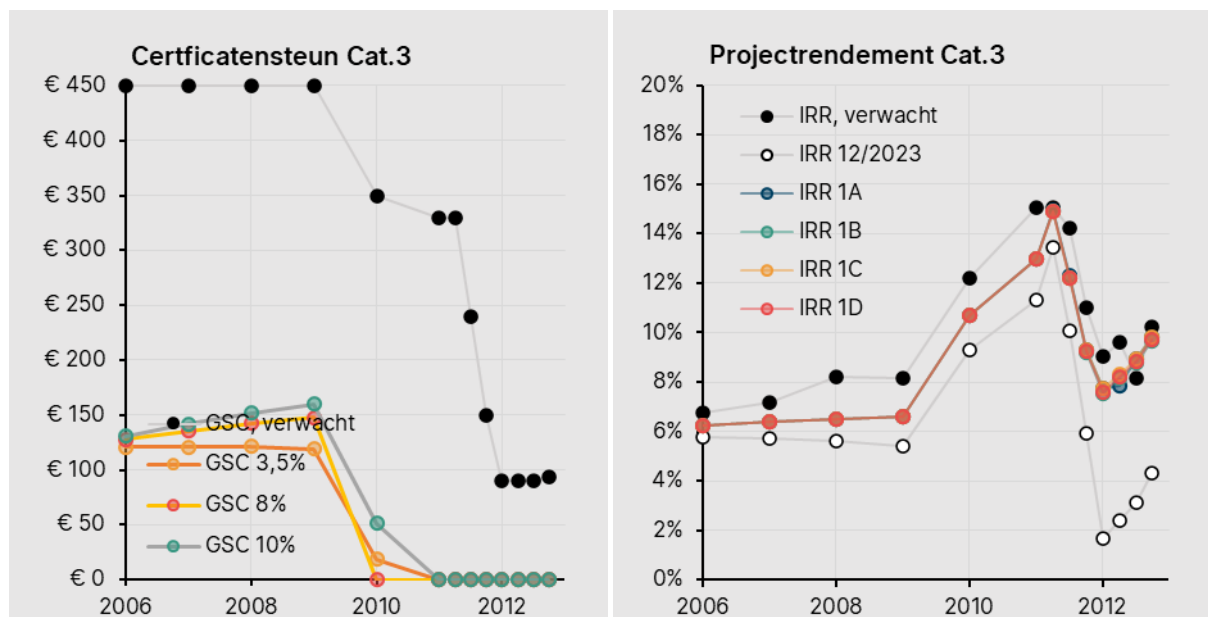 Certficatensteun Cat.3
€ 450
€ 400
€ 350
€ 300
€ 250
€ 200
€ 150
€ 100
€ 50
€ 0
GSC, verwacht
GSC 3,5%
GSC 8%
GSC 10%
2006 2008 2010 2012
Projectrendement Cat.3
20%
18%
16%
14%
12%
10%
8%
6%
4%
2%
0%
IRR, verwacht
IRR 12/2023
IRR 1A
IRR 1B
IRR 1C
IRR 1D
2006 2008 2010 2012